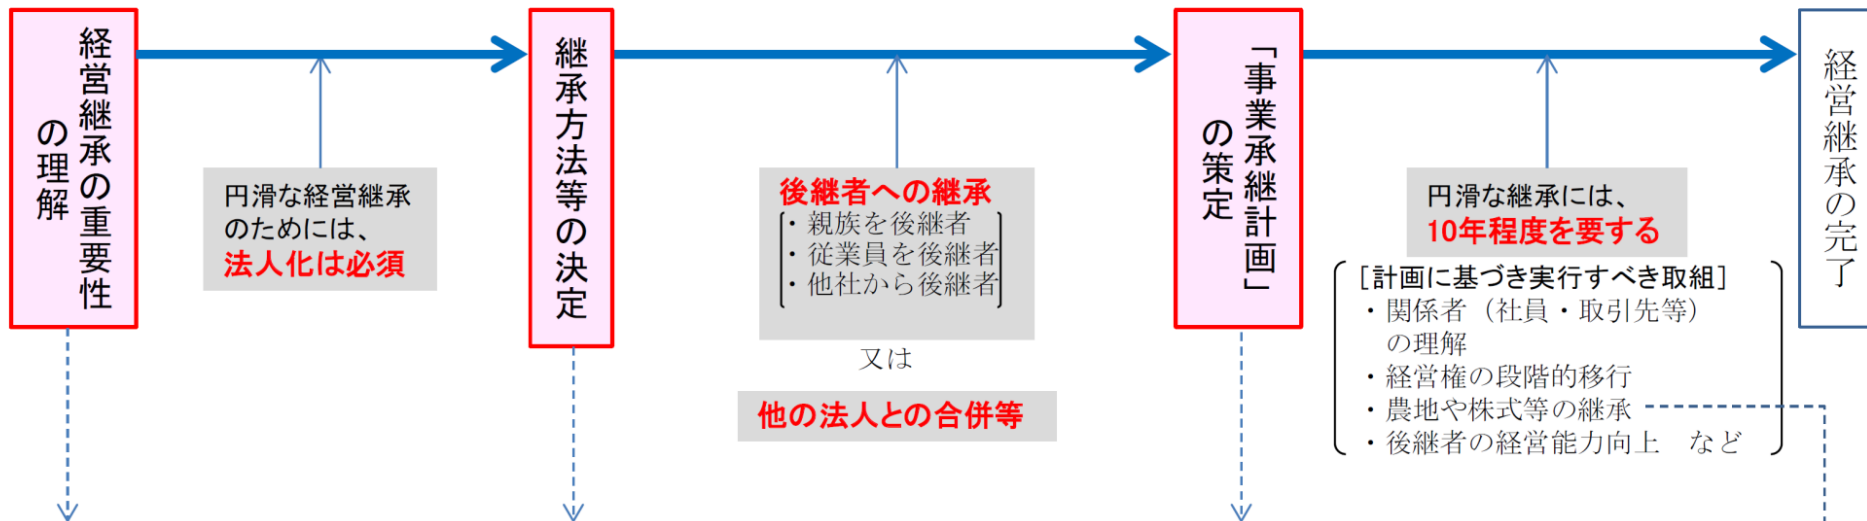 経営継承の重要性
の理解
円滑な経営継承
のためには、
法人化は必須
継承方法等の決定
後継者への継承
・親族を後継者
・従業員を後継者
・他社から後継者
又は
他の法人との合併等
「事業承継計画」
の策定
円滑な継承には、
10年程度を要する
[計画に基づき実行すべき取組]
・関係者（社員・取引先等）
の理解
・経営権の段階的移行
・農地や株式等の継承
・後継者の経営能力向上　など
経営継承の完了